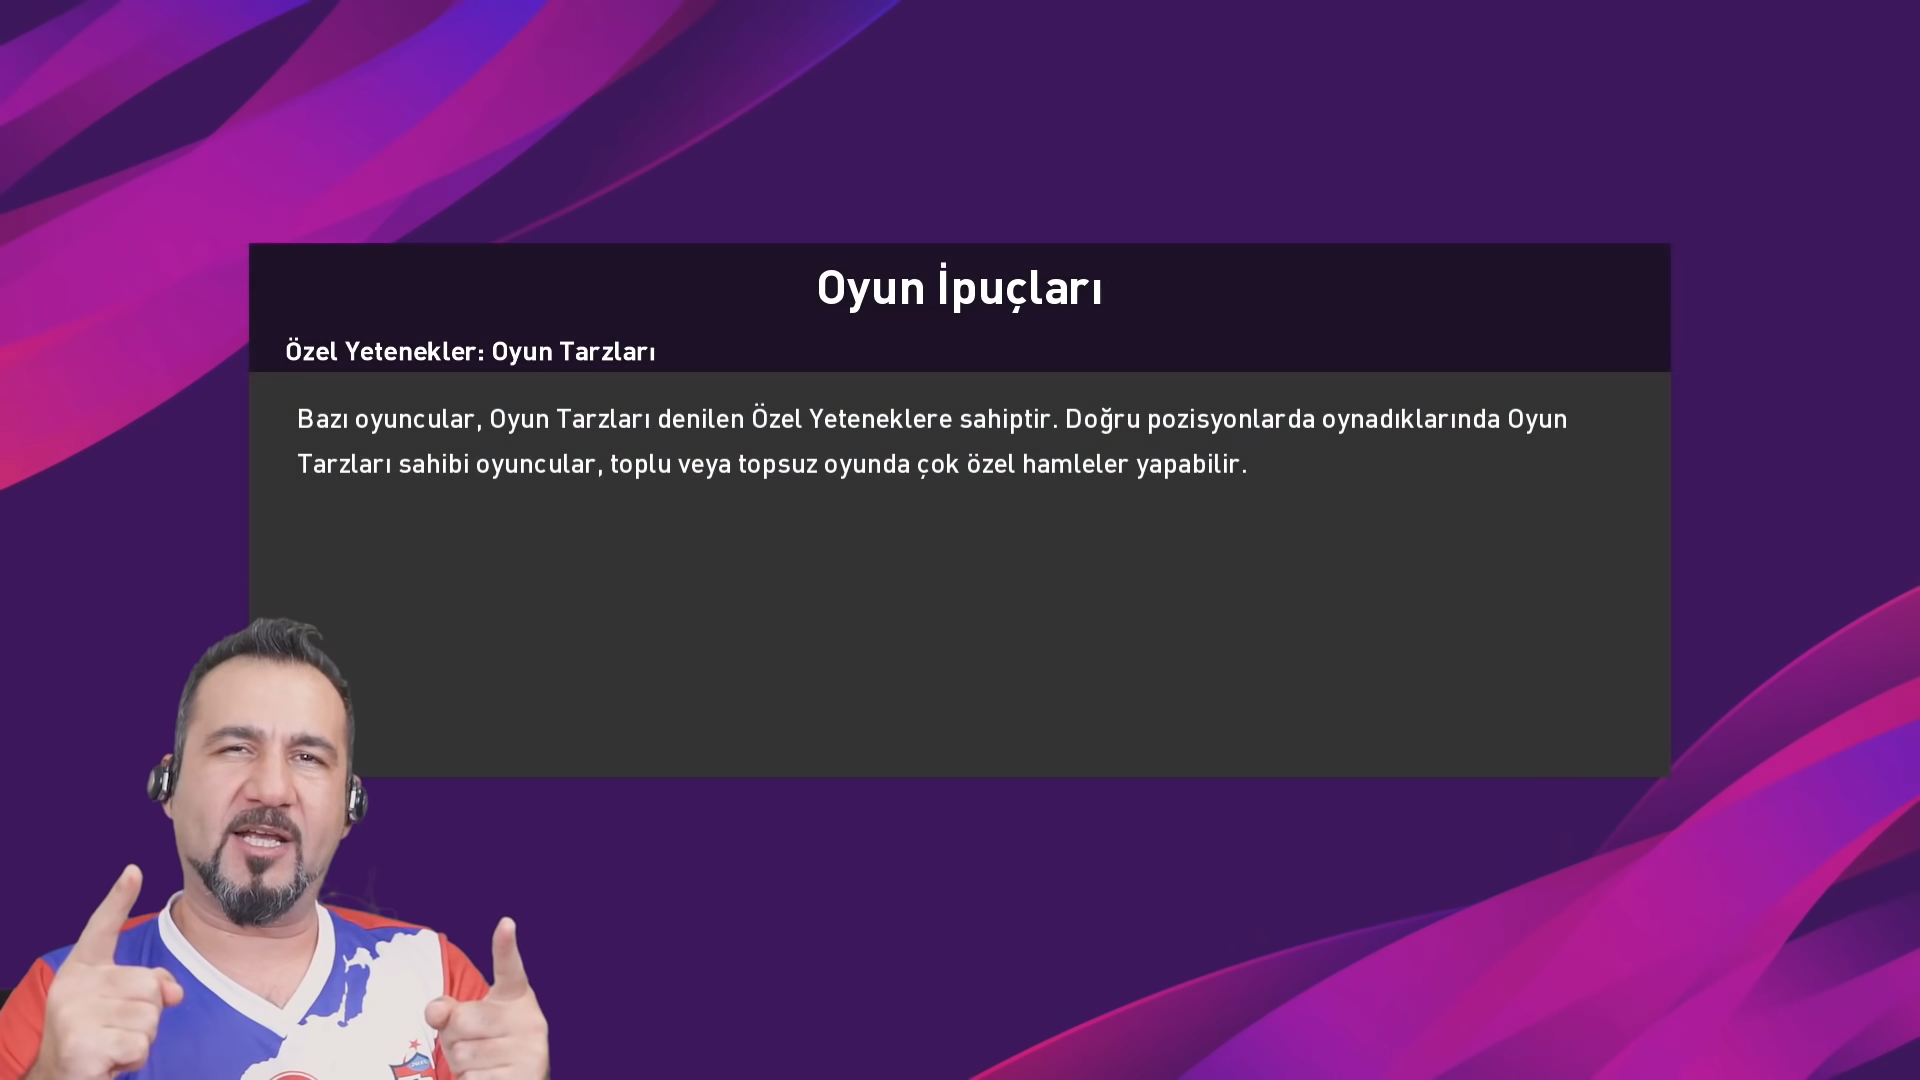 Oyun İpuçları
Özel Yetenekler: Oyun Tarzları
Bazı oyuncular, Oyun Tarzları denilen Özel Yeteneklere sahiptir. Doğru pozisyonlarda oynadıklarında Oyun
Tarzları sahibi oyuncular, toplu veya topsuz oyunda çok özel hamleler yapabilir.